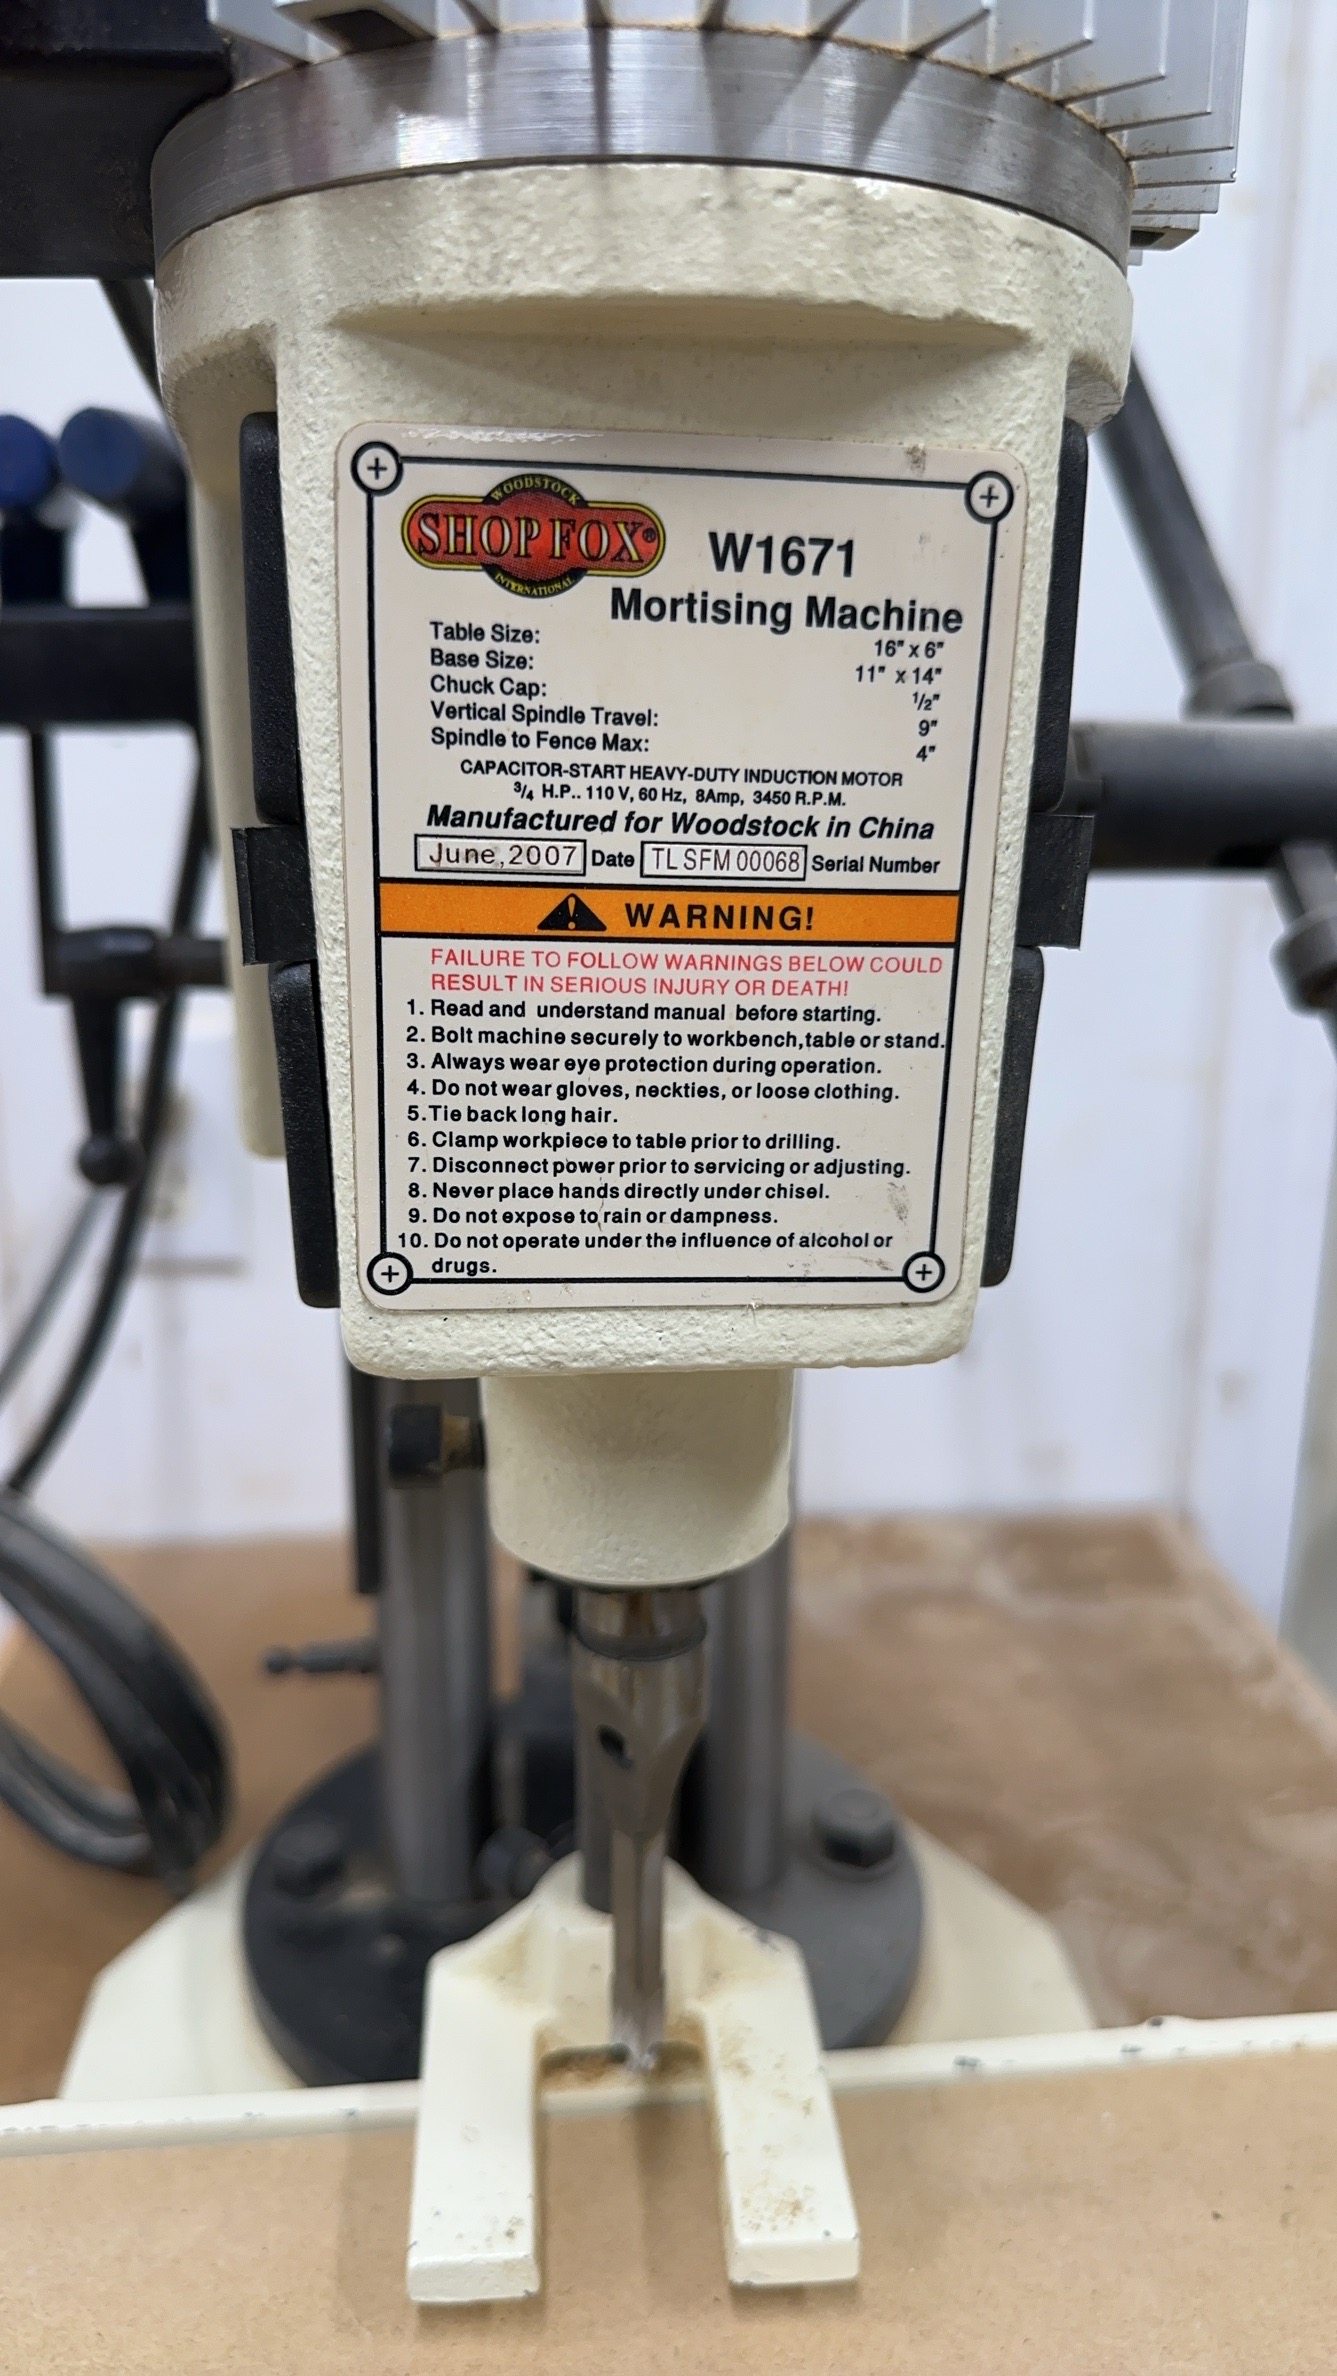 WOODSTOCK
SHOP FOX®
INTERNATIONAL
W1671
Mortising Machine
Table Size: 16" x 6"
Base Size: 11" x 14"
Chuck Cap: 1/2"
Vertical Spindle Travel: 9"
Spindle to Fence Max: 4"
CAPACITOR-START HEAVY-DUTY INDUCTION MOTOR
3/4 H.P.. 110 V, 60 Hz, 8Amp, 3450 R.P.M.
Manufactured for Woodstock in China
June,2007 Date TLSFM00068 Serial Number
WARNING!
FAILURE TO FOLLOW WARNINGS BELOW COULD
RESULT IN SERIOUS INJURY OR DEATH!
1. Read and understand manual before starting.
2. Bolt machine securely to workbench,table or stand.
3. Always wear eye protection during operation.
4. Do not wear gloves, neckties, or loose clothing.
5.Tie back long hair.
6. Clamp workpiece to table prior to drilling.
7. Disconnect power prior to servicing or adjusting.
8. Never place hands directly under chisel.
9. Do not expose to rain or dampness.
10. Do not operate under the influence of alcohol or
drugs.